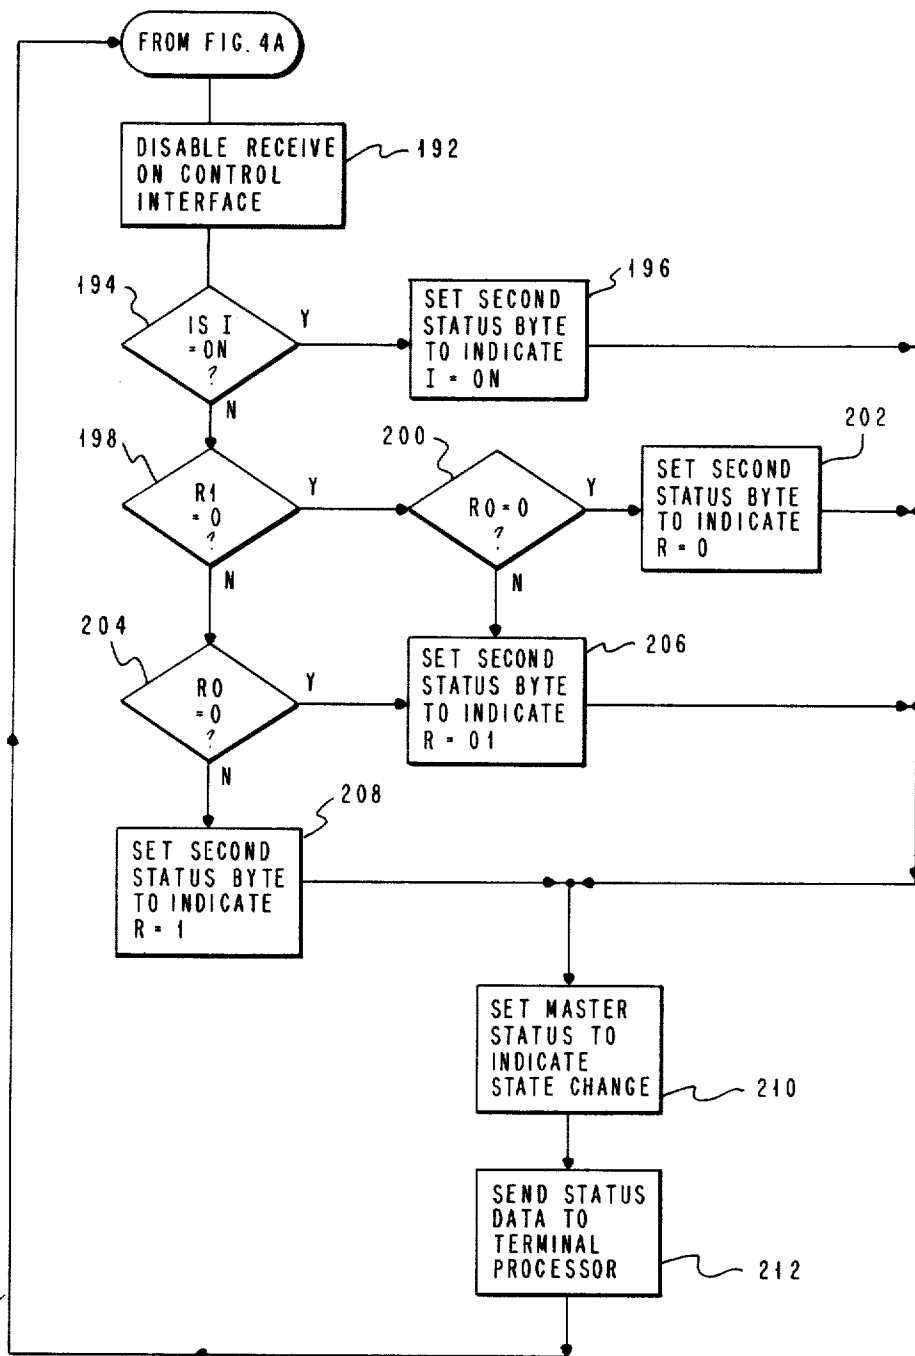 FROM FIG. 4A
DISABLE RECEIVE
ON CONTROL
INTERFACE
192
194
IS I
= ON
?
Y
N
SET SECOND
STATUS BYTE
TO INDICATE
I = ON
196
198
R1
= 0
?
Y
N
200
R0 = 0
?
Y
N
SET SECOND
STATUS BYTE
TO INDICATE
R = 0
202
204
R0
= 0
?
Y
N
SET SECOND
STATUS BYTE
TO INDICATE
R = 01
206
SET SECOND
STATUS BYTE
TO INDICATE
R = 1
208
SET MASTER
STATUS TO
INDICATE
STATE CHANGE
210
SEND STATUS
DATA TO
TERMINAL
PROCESSOR
212